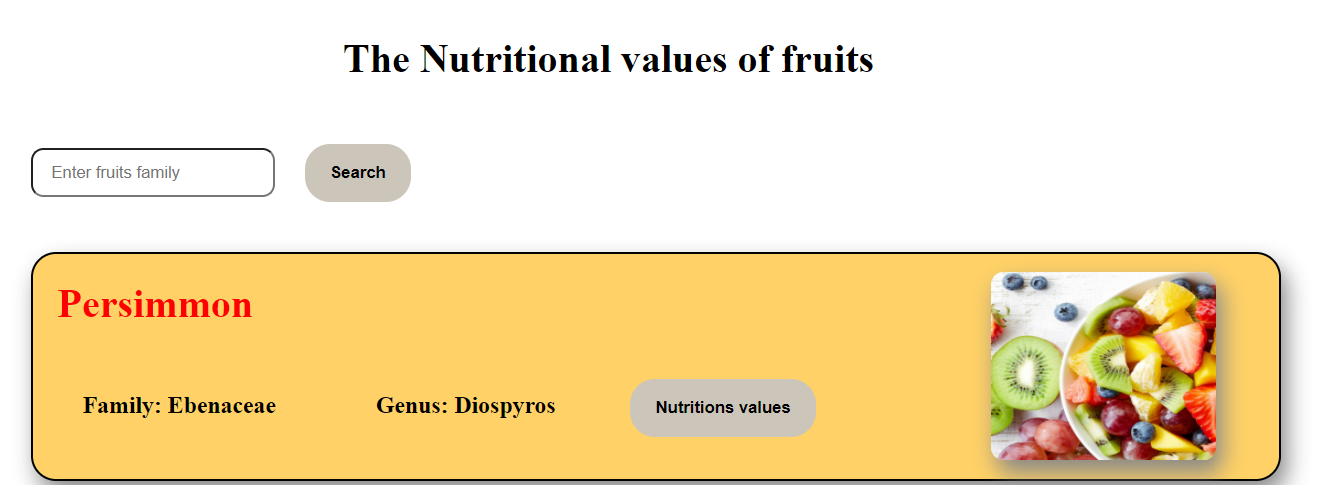 The Nutritional values of fruits
Enter fruits family
Search
Persimmon
Family: Ebenaceae
Genus: Diospyros
Nutritions values